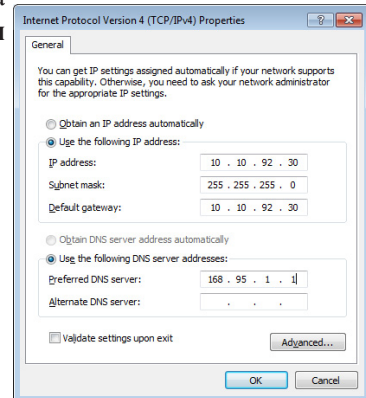 Internet Protocol Version 4 (TCP/IPv4) Properties
General
You can get IP settings assigned automatically if your network supports
this capability. Otherwise, you need to ask your network administrator
for the appropriate IP settings.
Obtain an IP address automatically
Use the following IP address:
IP address: 10 . 10 . 92 . 30
Subnet mask: 255 . 255 . 255 . 0
Default gateway: 10 . 10 . 92 . 30
Obtain DNS server address automatically
Use the following DNS server addresses:
Preferred DNS server: 168 . 95 . 1 . 1
Alternate DNS server: . . .
Validate settings upon exit
Advanced...
OK Cancel